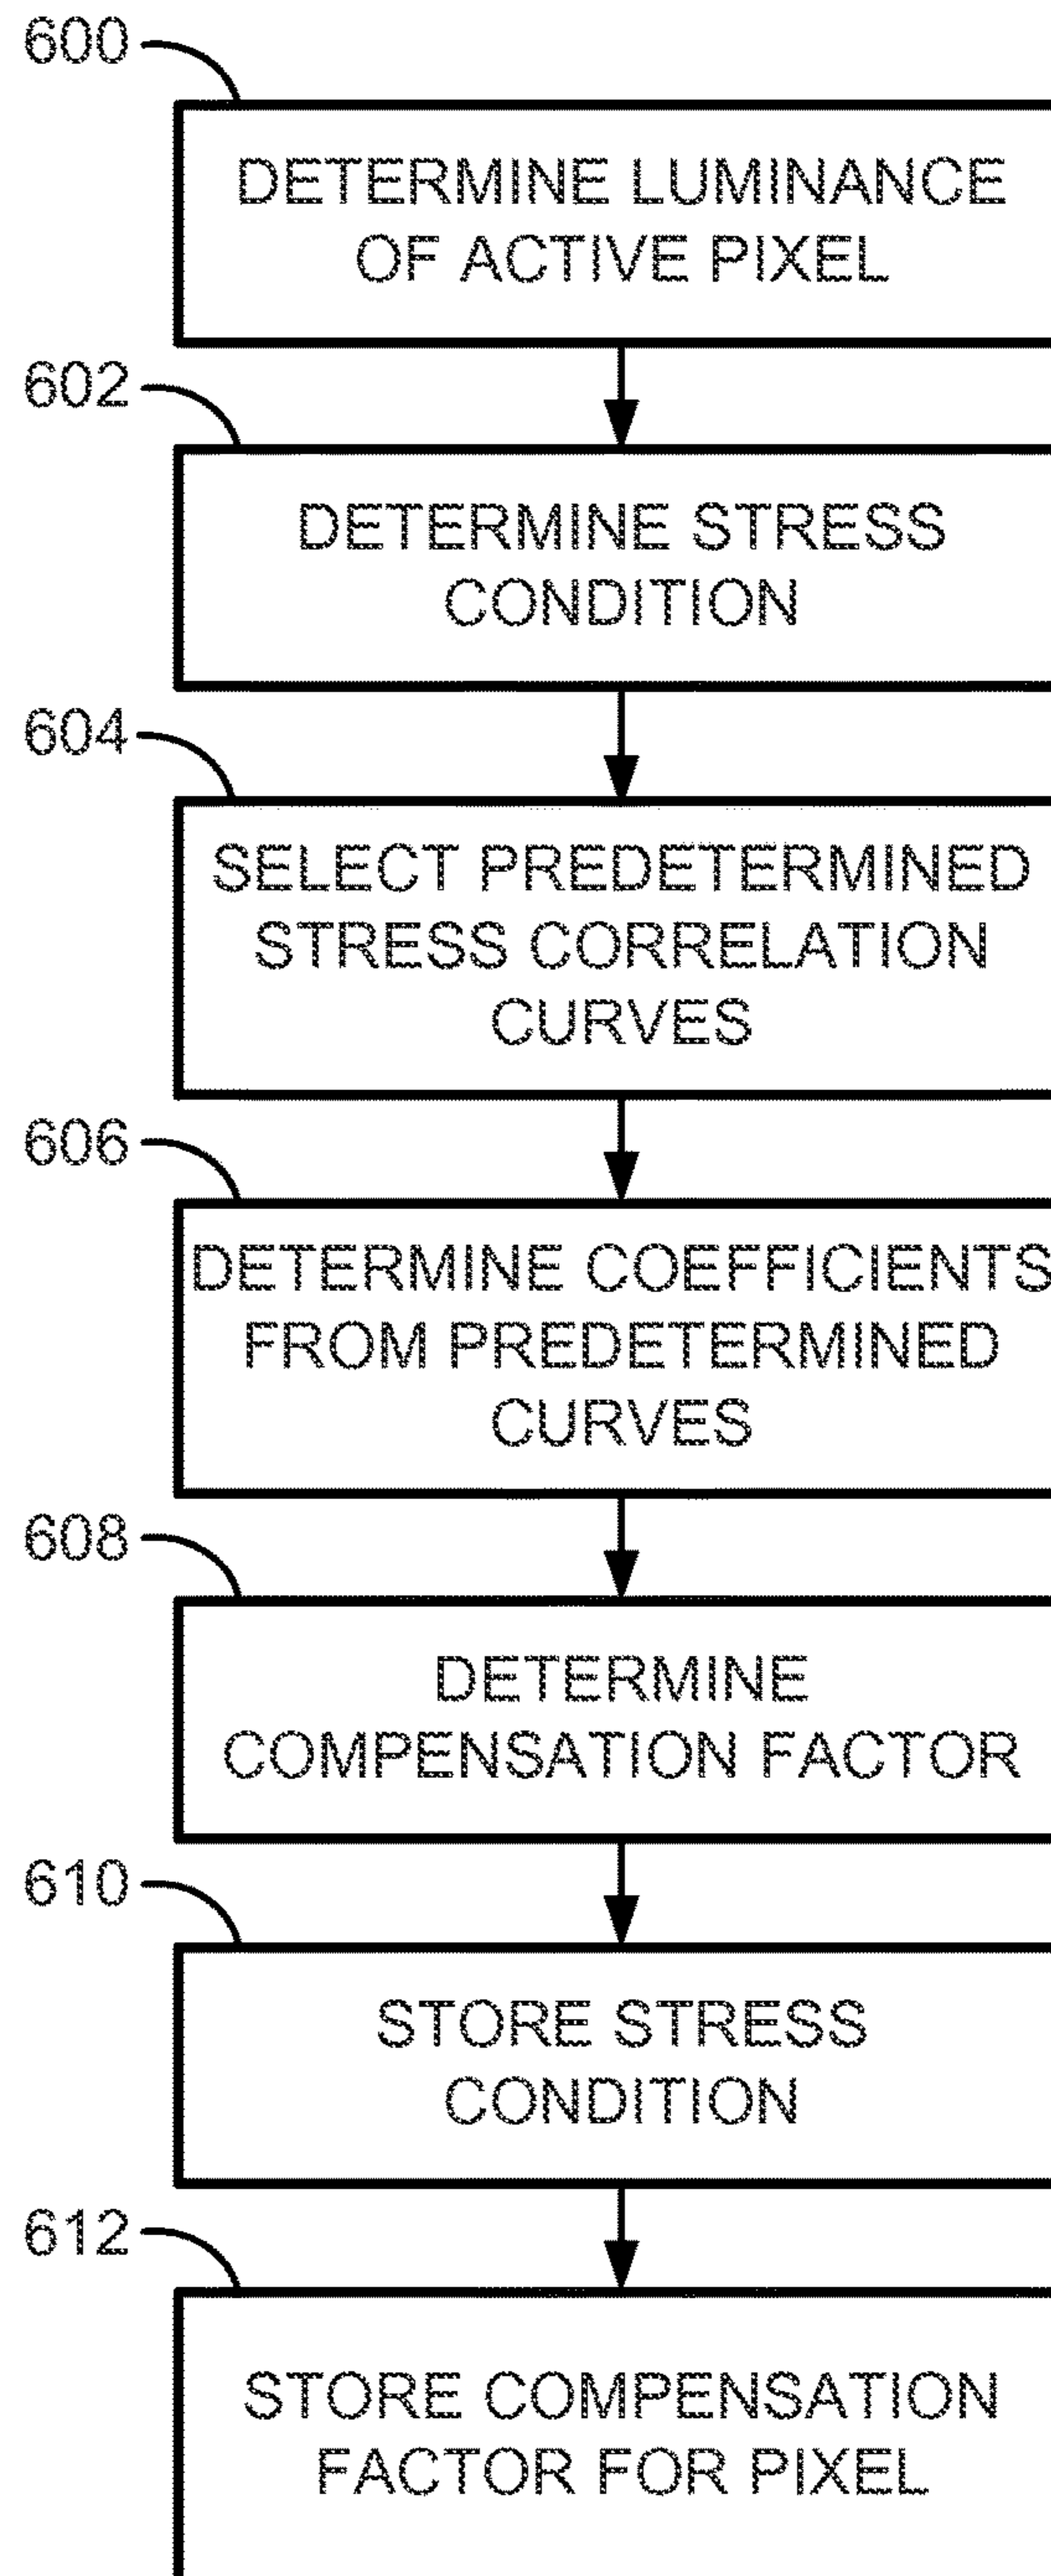 600
DETERMINE LUMINANCE
OF ACTIVE PIXEL
602
DETERMINE STRESS
CONDITION
604
SELECT PREDETERMINED
STRESS CORRELATION
CURVES
606
DETERMINE COEFFICIENTS
FROM PREDETERMINED
CURVES
608
DETERMINE
COMPENSATION FACTOR
610
STORE STRESS
CONDITION
612
STORE COMPENSATION
FACTOR FOR PIXEL